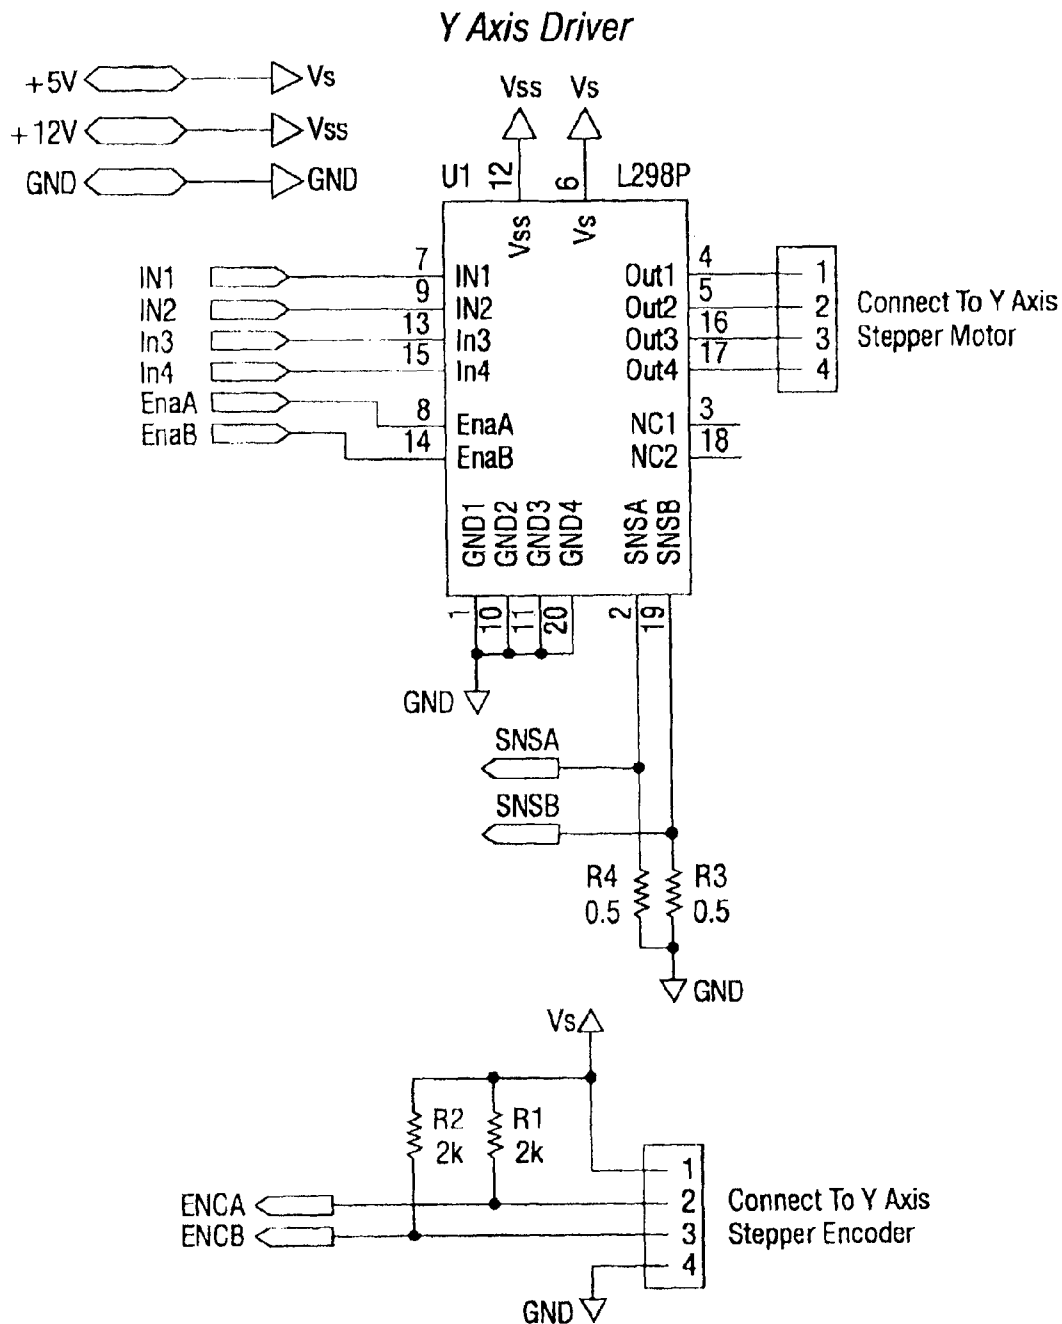 Y Axis Driver
+5V Vs
+12V Vss
GND GND
Vss Vs
U1 12 6 L298P
Vss Vs
IN1 7 IN1 Out1 4 1
IN2 9 IN2 Out2 5 2
In3 13 In3 Out3 16 3
In4 15 In4 Out4 17 4
Connect To Y Axis
Stepper Motor
EnaA 8 EnaA NC1 3
EnaB 14 EnaB NC2 18
GND1 GND2 GND3 GND4 SNSA SNSB
1 10 11 20 2 19
GND
SNSA
SNSB
R4 R3
0.5 0.5
GND
Vs
R2 R1
2k 2k
1
ENCA 2
ENCB 3
4
Connect To Y Axis
Stepper Encoder
GND